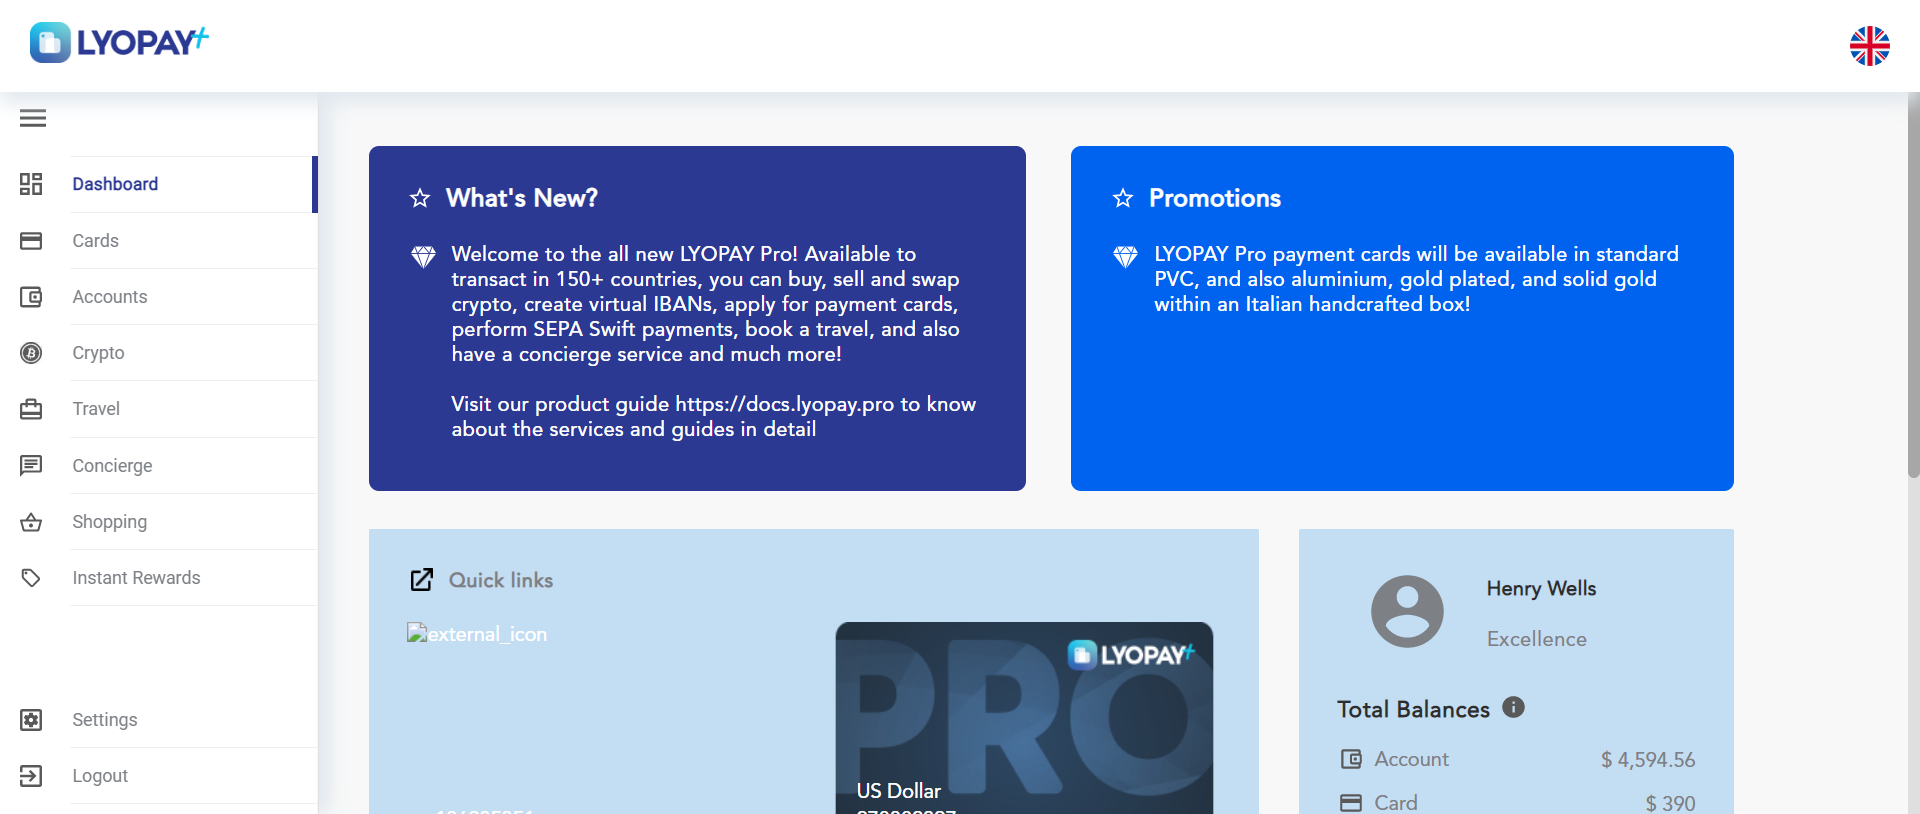 LYOPAY+
Dashboard
Cards
Accounts
Crypto
Travel
Concierge
Shopping
Instant Rewards
Settings
Logout
What's New?
Welcome to the all new LYOPAY Pro! Available to
transact in 150+ countries, you can buy, sell and swap
crypto, create virtual IBANs, apply for payment cards,
perform SEPA Swift payments, book a travel, and also
have a concierge service and much more!
Visit our product guide https://docs.lyopay.pro to know
about the services and guides in detail
Promotions
LYOPAY Pro payment cards will be available in standard
PVC, and also aluminium, gold plated, and solid gold
within an Italian handcrafted box!
Quick links
external_icon
PRO
LYOPAY+
US Dollar
Henry Wells
Excellence
Total Balances
Account $ 4,594.56
Card $ 390